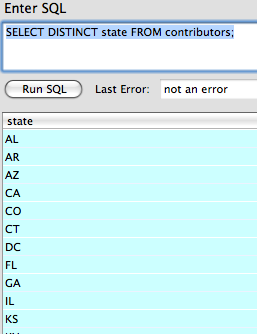 Enter SQL
SELECT DISTINCT state FROM contributors;
Run SQL Last Error: not an error
state
AL
AR
AZ
CA
CO
CT
DC
FL
GA
IL
KS